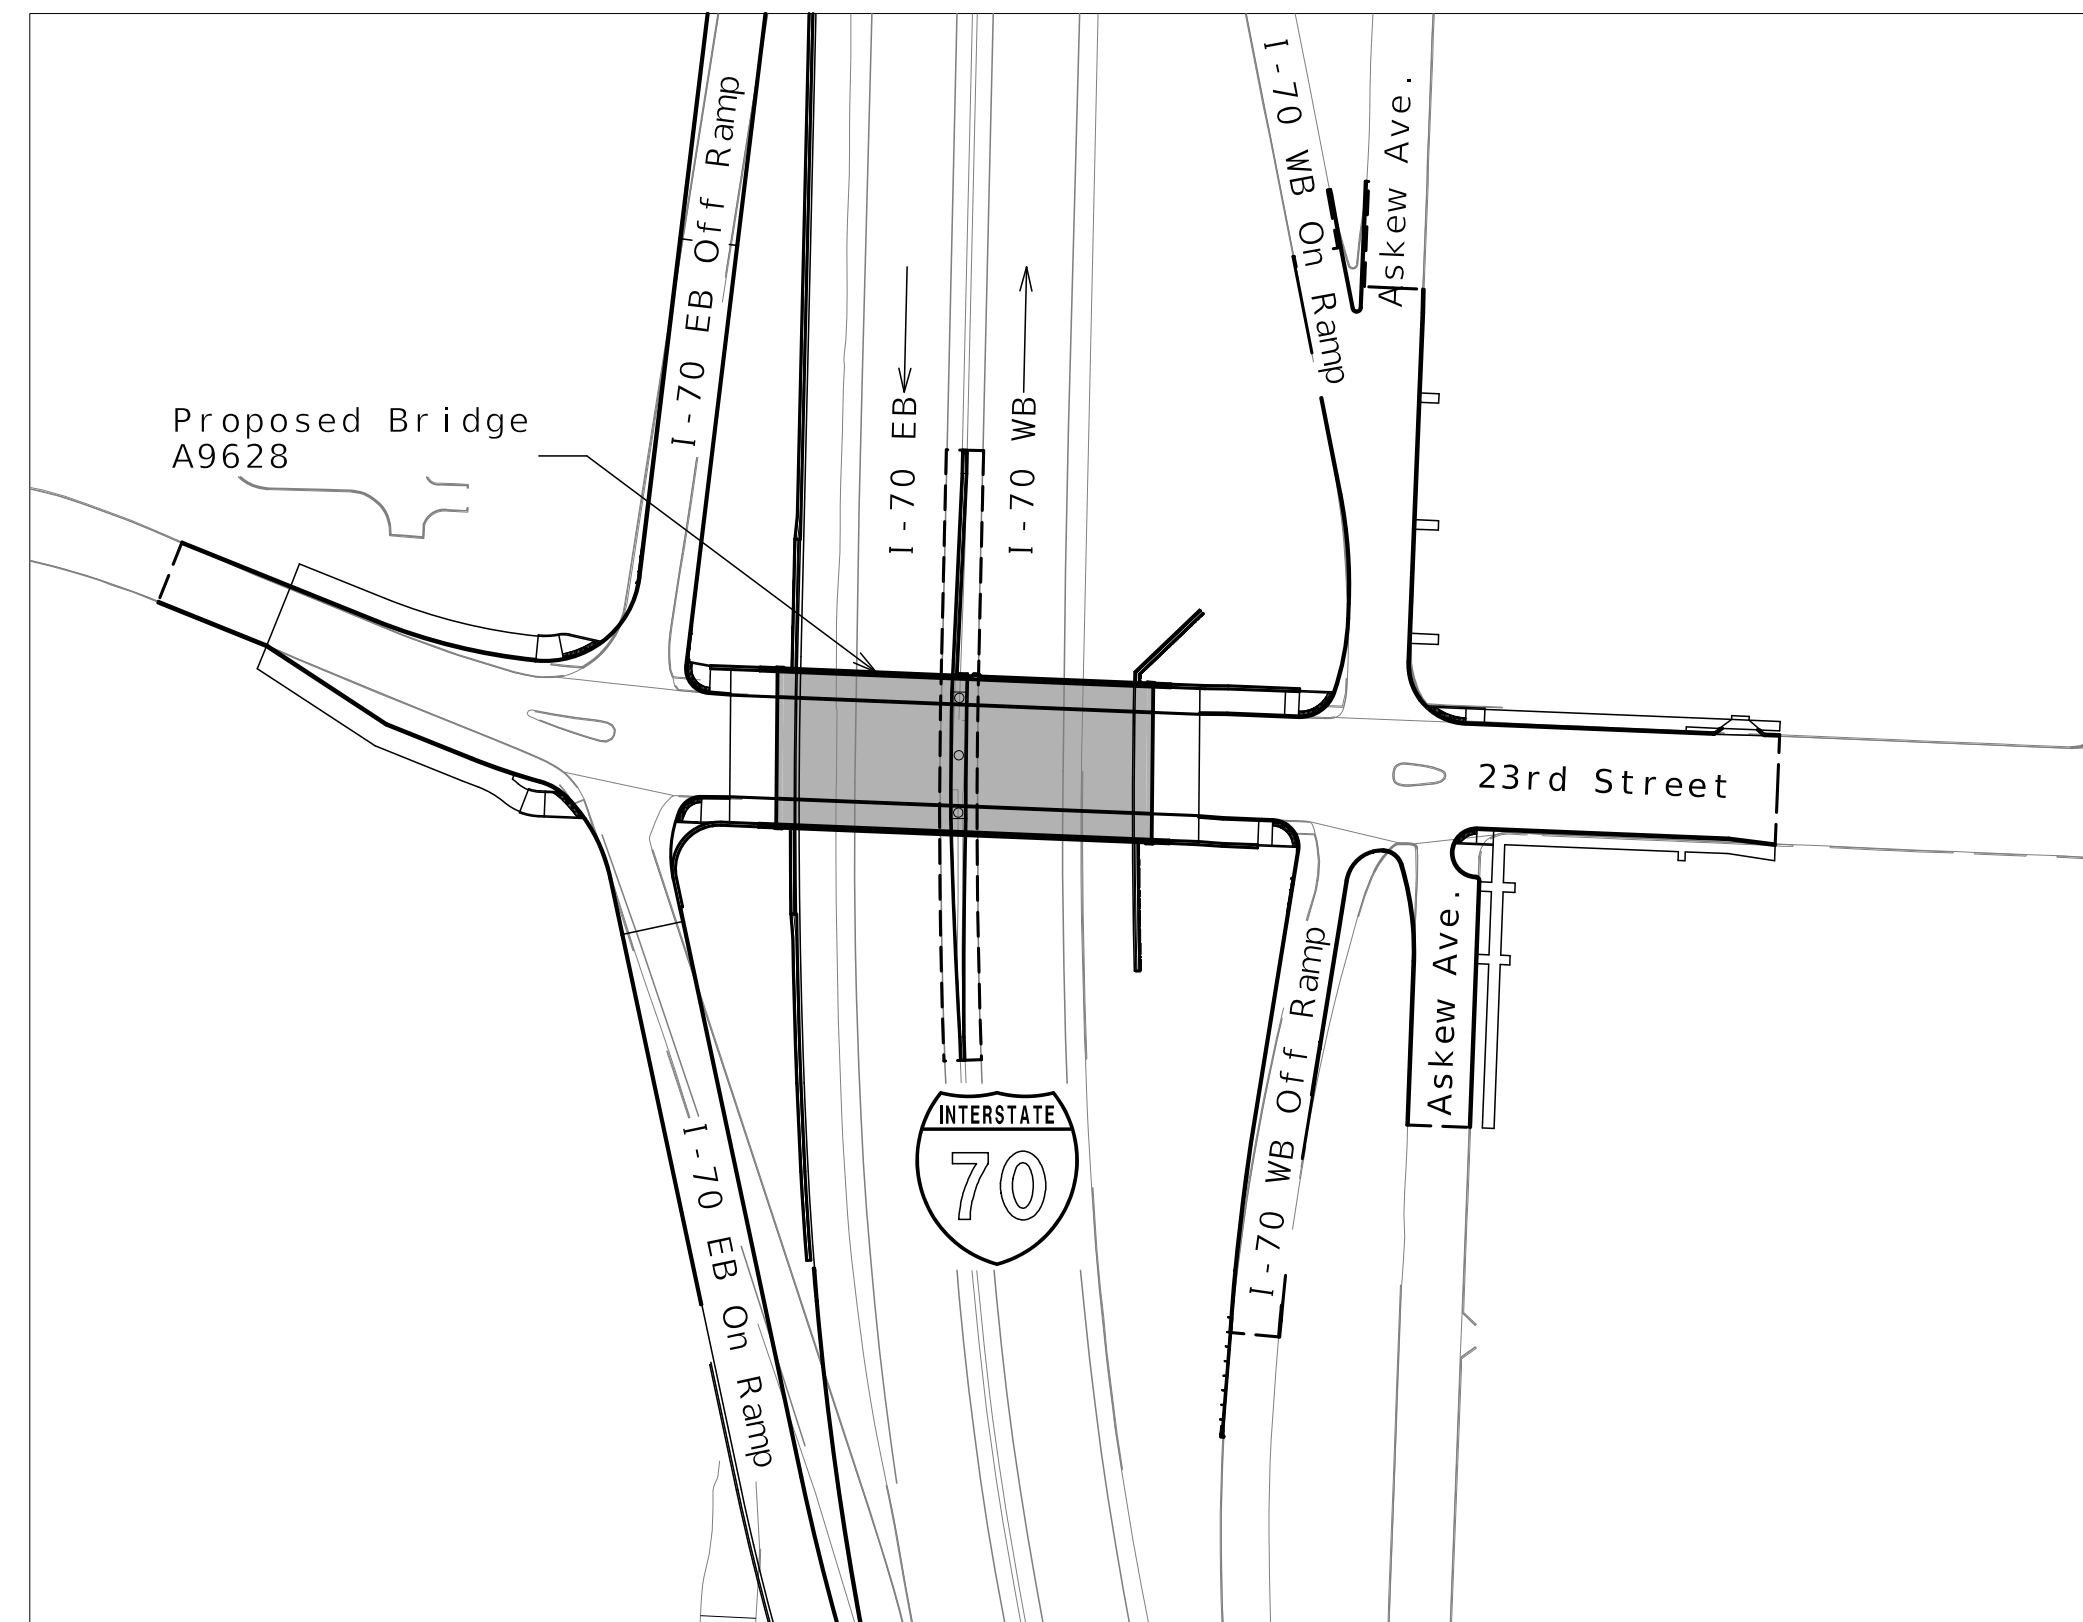 I-70 EB Off Ramp
I-70 WB On Ramp
Askew Ave.
Proposed Bridge
A9628
I-70 EB
I-70 WB
23rd Street
Askew Ave.
I-70 WB Off Ramp
INTERSTATE
70
I-70 EB On Ramp